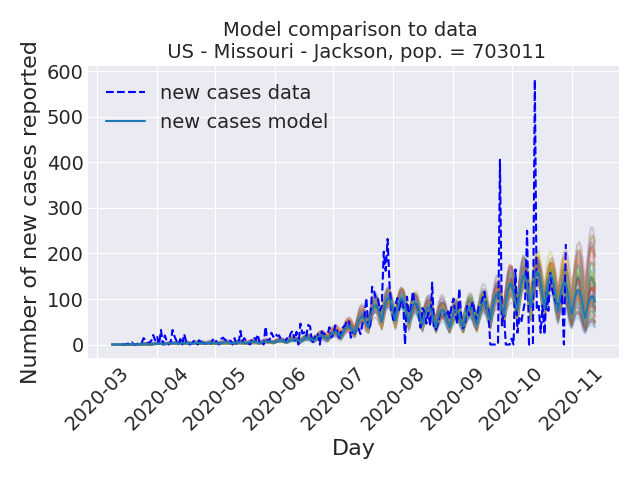 Model comparison to data
US - Missouri - Jackson, pop. = 703011
Number of new cases reported
600
500
400
300
200
100
0
new cases data
new cases model
2020-03
2020-04
2020-05
2020-06
2020-07
2020-08
2020-09
2020-10
2020-11
Day